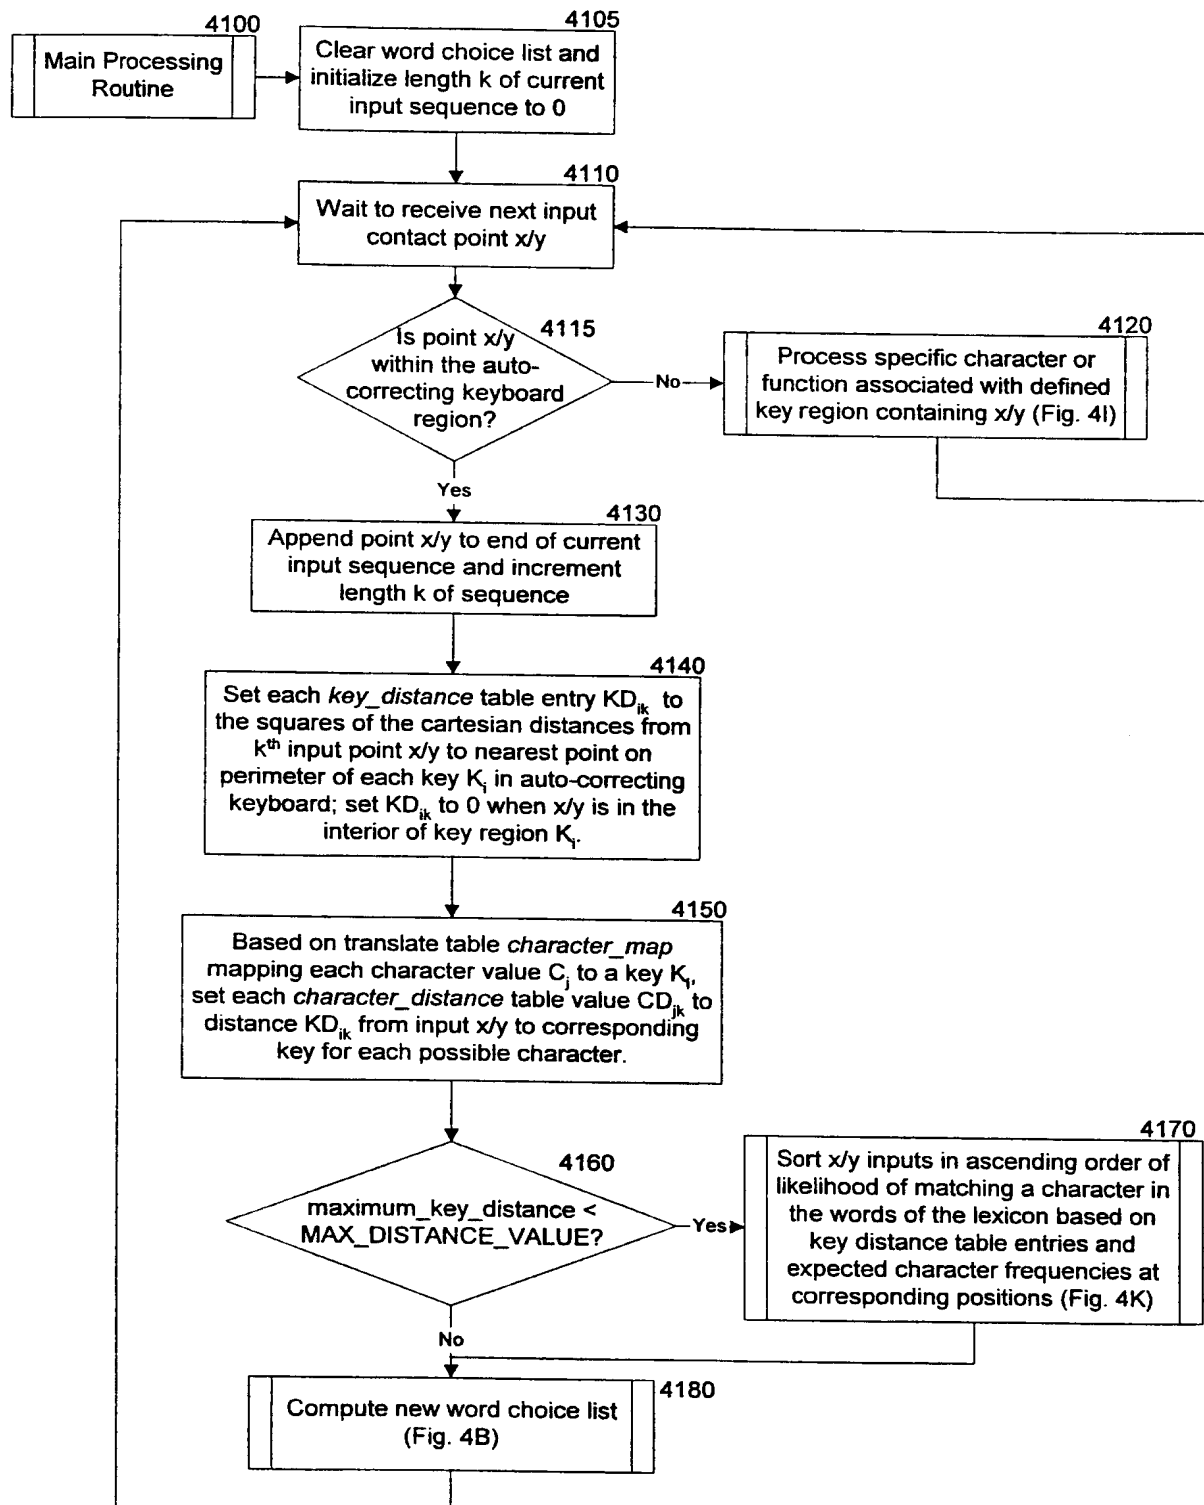 4100
Main Processing
Routine
4105
Clear word choice list and
initialize length k of current
input sequence to 0
4110
Wait to receive next input
contact point x/y
4115
Is point x/y
within the auto-
correcting keyboard
region?
No
4120
Process specific character or
function associated with defined
key region containing x/y (Fig. 4I)
Yes
4130
Append point x/y to end of current
input sequence and increment
length k of sequence
4140
Set each key_distance table entry KD_ik to
the squares of the cartesian distances from
k^th input point x/y to nearest point on
perimeter of each key K_i in auto-correcting
keyboard; set KD_ik to 0 when x/y is in the
interior of key region K_i.
4150
Based on translate table character_map
mapping each character value C_j to a key K_i,
set each character_distance table value CD_jk to
distance KD_ik from input x/y to corresponding
key for each possible character.
4160
maximum_key_distance <
MAX_DISTANCE_VALUE?
Yes
4170
Sort x/y inputs in ascending order of
likelihood of matching a character in
the words of the lexicon based on
key distance table entries and
expected character frequencies at
corresponding positions (Fig. 4K)
No
4180
Compute new word choice list
(Fig. 4B)